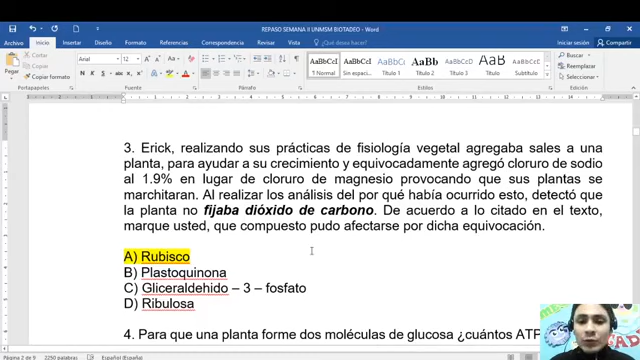 REPASO SEMANA II UNMSM BIOTADEO - Word
Archivo Inicio Insertar Diseño Formato Referencias Correspondencia Revisar Vista ¿Qué desea hacer? Iniciar sesión Compartir
Pegar Cortar Copiar Copiar formato
AaBbCcI AaBbCcI AaBb( AaBbCc AaB AaBbCcD
1 Normal Sin espacio... Título 1 Título 2 Título Subtítulo
Buscar Reemplazar Seleccionar
Portapapeles Fuente Párrafo Estilos Edición
3. Erick, realizando sus prácticas de fisiología vegetal agregaba sales a una
planta, para ayudar a su crecimiento y equivocadamente agregó cloruro de sodio
al 1.9% en lugar de cloruro de magnesio provocando que sus plantas se
marchitaran. Al realizar los análisis del por qué había ocurrido esto, detectó que
la planta no fijaba dióxido de carbono. De acuerdo a lo citado en el texto,
marque usted, que compuesto pudo afectarse por dicha equivocación.
A) Rubisco
B) Plastoquinona
C) Gliceraldehido – 3 – fosfato
D) Ribulosa
4. Para que una planta forme dos moléculas de glucosa ¿cuántos ATP
Página 2 de 9 2250 palabras Español (España)